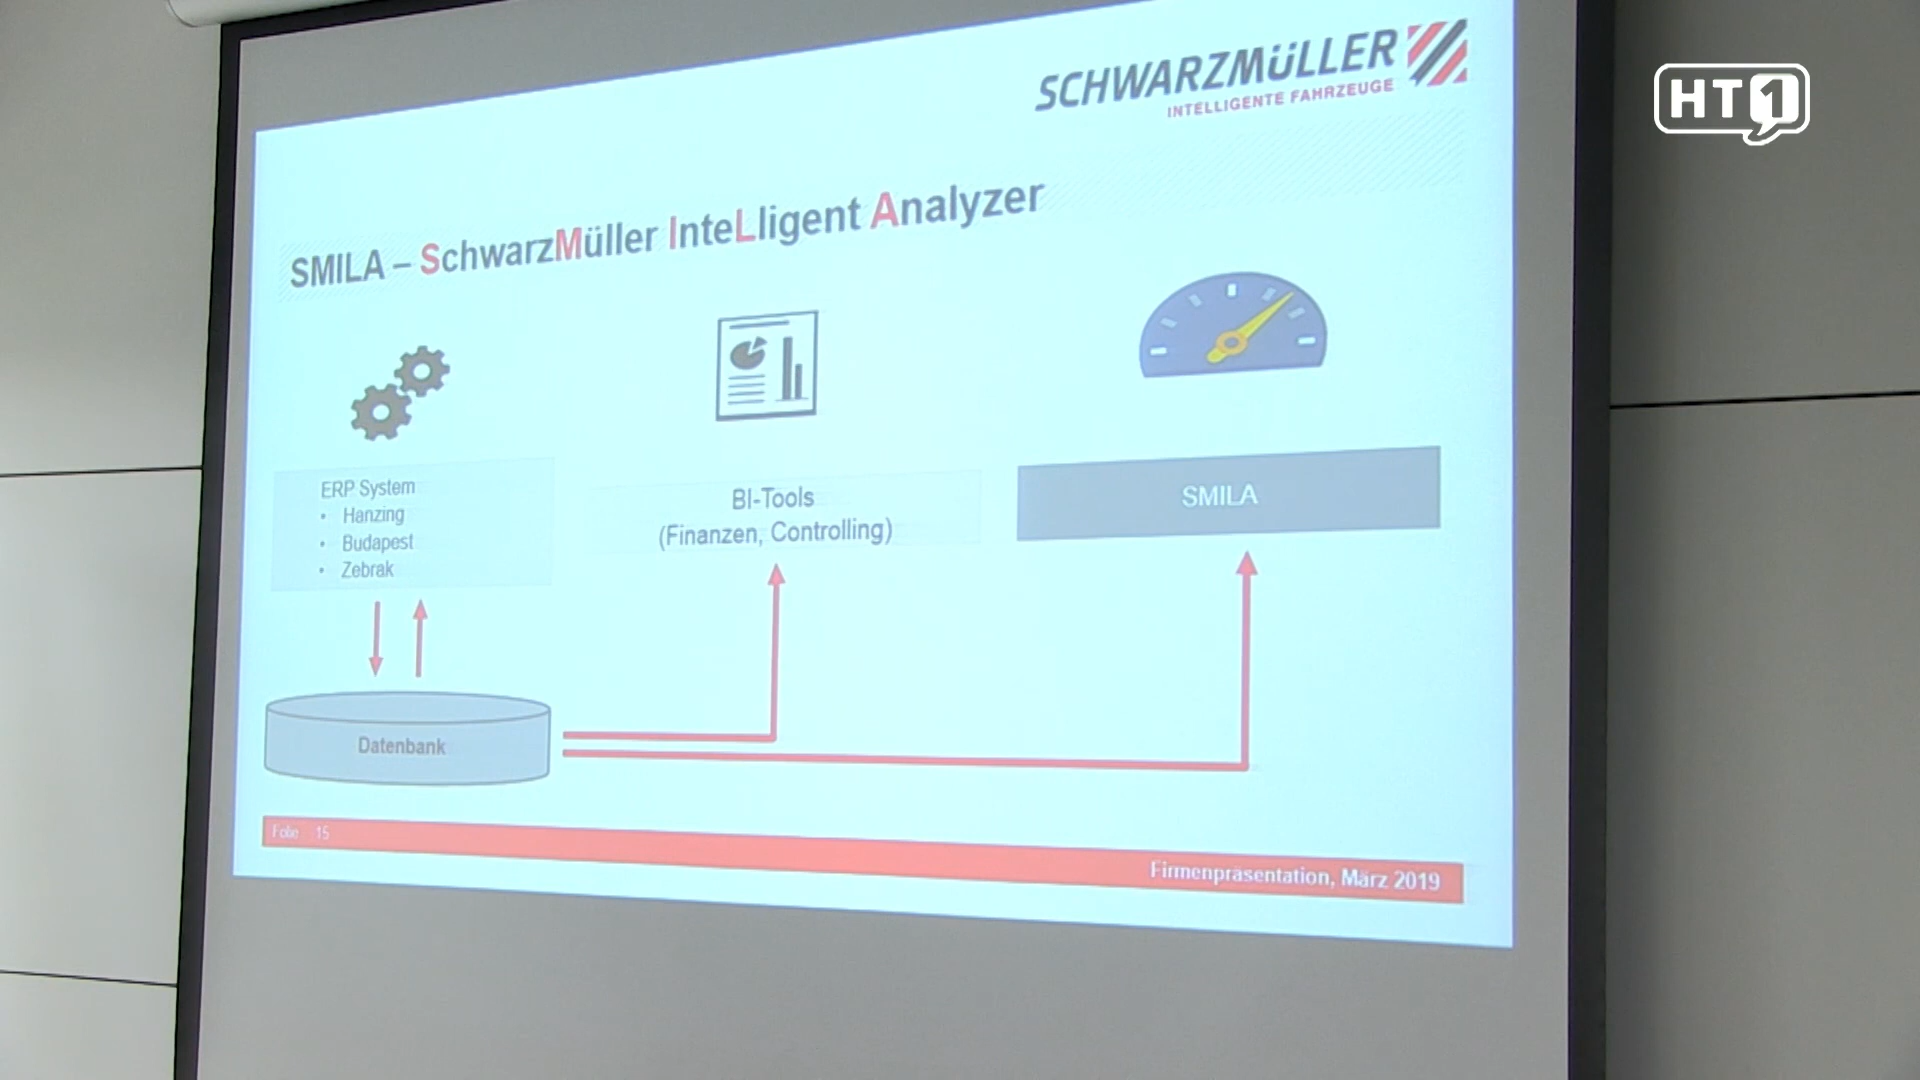 SCHWARZMÜLLER
INTELLIGENTE FAHRZEUGE
HT1
SMILA – SchwarzMüller InteLligent Analyzer
ERP System
• Hanzing
• Budapest
• Zebrak
BI-Tools
(Finanzen, Controlling)
SMILA
Datenbank
Folie 15
Firmenpräsentation, März 2019